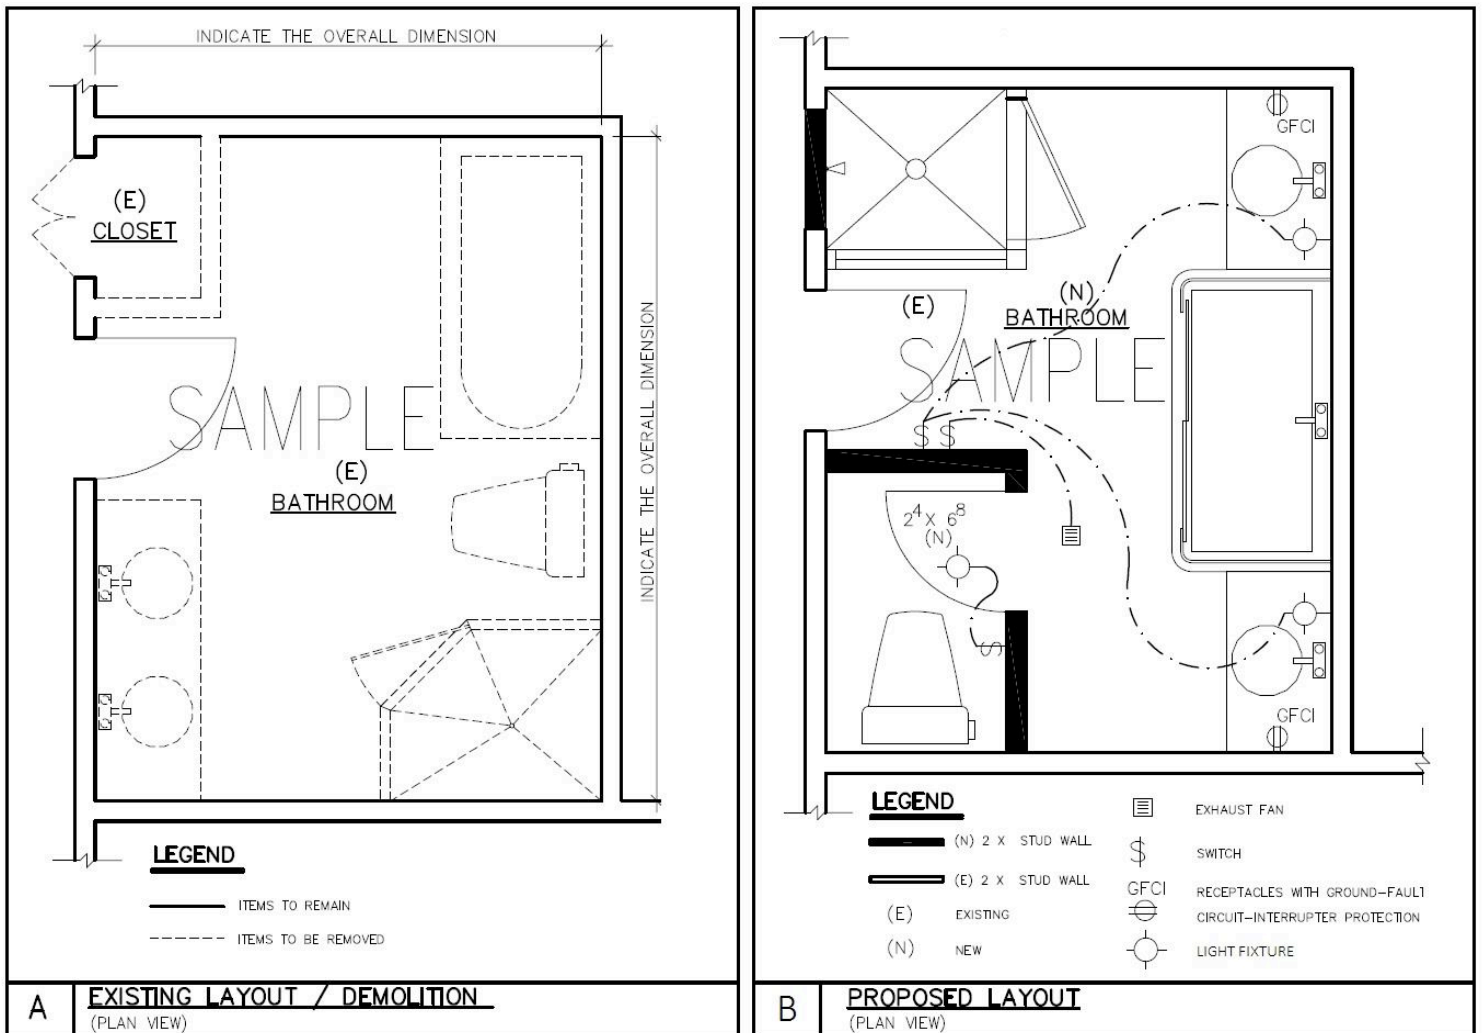 INDICATE THE OVERALL DIMENSION
(E)
CLOSET
INDICATE THE OVERALL DIMENSION
SAMPLE
(E)
BATHROOM
LEGEND
ITEMS TO REMAIN
ITEMS TO BE REMOVED
A
EXISTING LAYOUT / DEMOLITION
(PLAN VIEW)
GFCI
(N)
BATHROOM
(E)
SAMPLE
S S
2⁴ X 6⁸
(N)
S
GFCI
LEGEND
(N) 2 X STUD WALL
(E) 2 X STUD WALL
(E) EXISTING
(N) NEW
EXHAUST FAN
S SWITCH
GFCI RECEPTACLES WITH GROUND-FAULT
CIRCUIT-INTERRUPTER PROTECTION
LIGHT FIXTURE
B
PROPOSED LAYOUT
(PLAN VIEW)